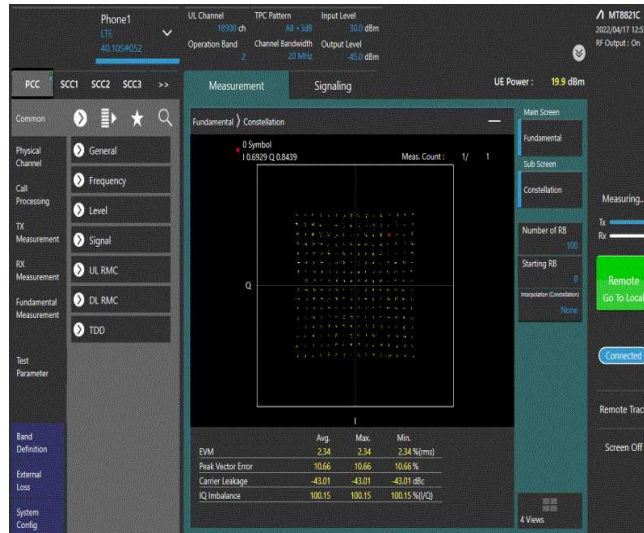 Phone1
LTE
40.10S#052
UL Channel
18900 ch
TPC Pattern
All +3dB
Input Level
30.0 dBm
Operation Band
2
Channel Bandwidth
20 MHz
Output Level
-45.0 dBm
MT8821C
2022/04/17 12:5
RF Output : On
PCC SCC1 SCC2 SCC3 >>
Measurement Signaling
UE Power : 19.9 dBm
Common
Physical
Channel
Call
Processing
TX
Measurement
RX
Measurement
Fundamental
Measurement
Test
Parameter
Band
Definition
External
Loss
System
Config
General
Frequency
Level
Signal
UL RMC
DL RMC
TDD
Fundamental ⟩ Constellation
0 Symbol
I 0.6929 Q 0.8439
Meas. Count : 1/ 1
Q
I
Avg. Max. Min.
EVM 2.34 2.34 2.34 %(rms)
Peak Vector Error 10.66 10.66 10.66 %
Carrier Leakage -43.01 -43.01 -43.01 dBc
IQ Imbalance 100.15 100.15 100.15 %(I/Q)
Main Screen
Fundamental
Sub Screen
Constellation
Number of RB
100
Starting RB
0
Interpolation (Constellation)
None
4 Views
Measuring..
Tx
Rx
Remote
Go To Local
Connected
Remote Trac
Screen Off